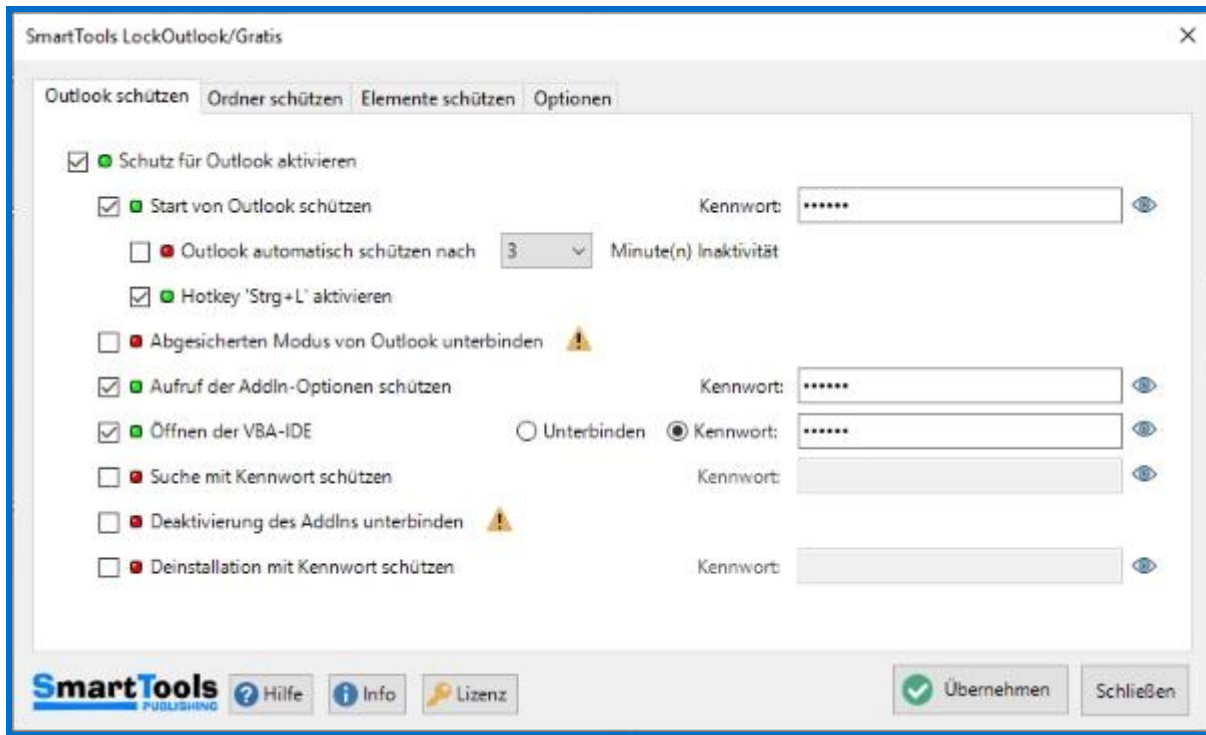 SmartTools LockOutlook/Gratis
Outlook schützen Ordner schützen Elemente schützen Optionen
Schutz für Outlook aktivieren
Start von Outlook schützen Kennwort: ••••••
Outlook automatisch schützen nach 3 Minute(n) Inaktivität
Hotkey 'Strg+L' aktivieren
Abgesicherten Modus von Outlook unterbinden
Aufruf der AddIn-Optionen schützen Kennwort: ••••••
Öffnen der VBA-IDE Unterbinden Kennwort: ••••••
Suche mit Kennwort schützen Kennwort:
Deaktivierung des AddIns unterbinden
Deinstallation mit Kennwort schützen Kennwort:
SmartTools PUBLISHING Hilfe Info Lizenz Übernehmen Schließen